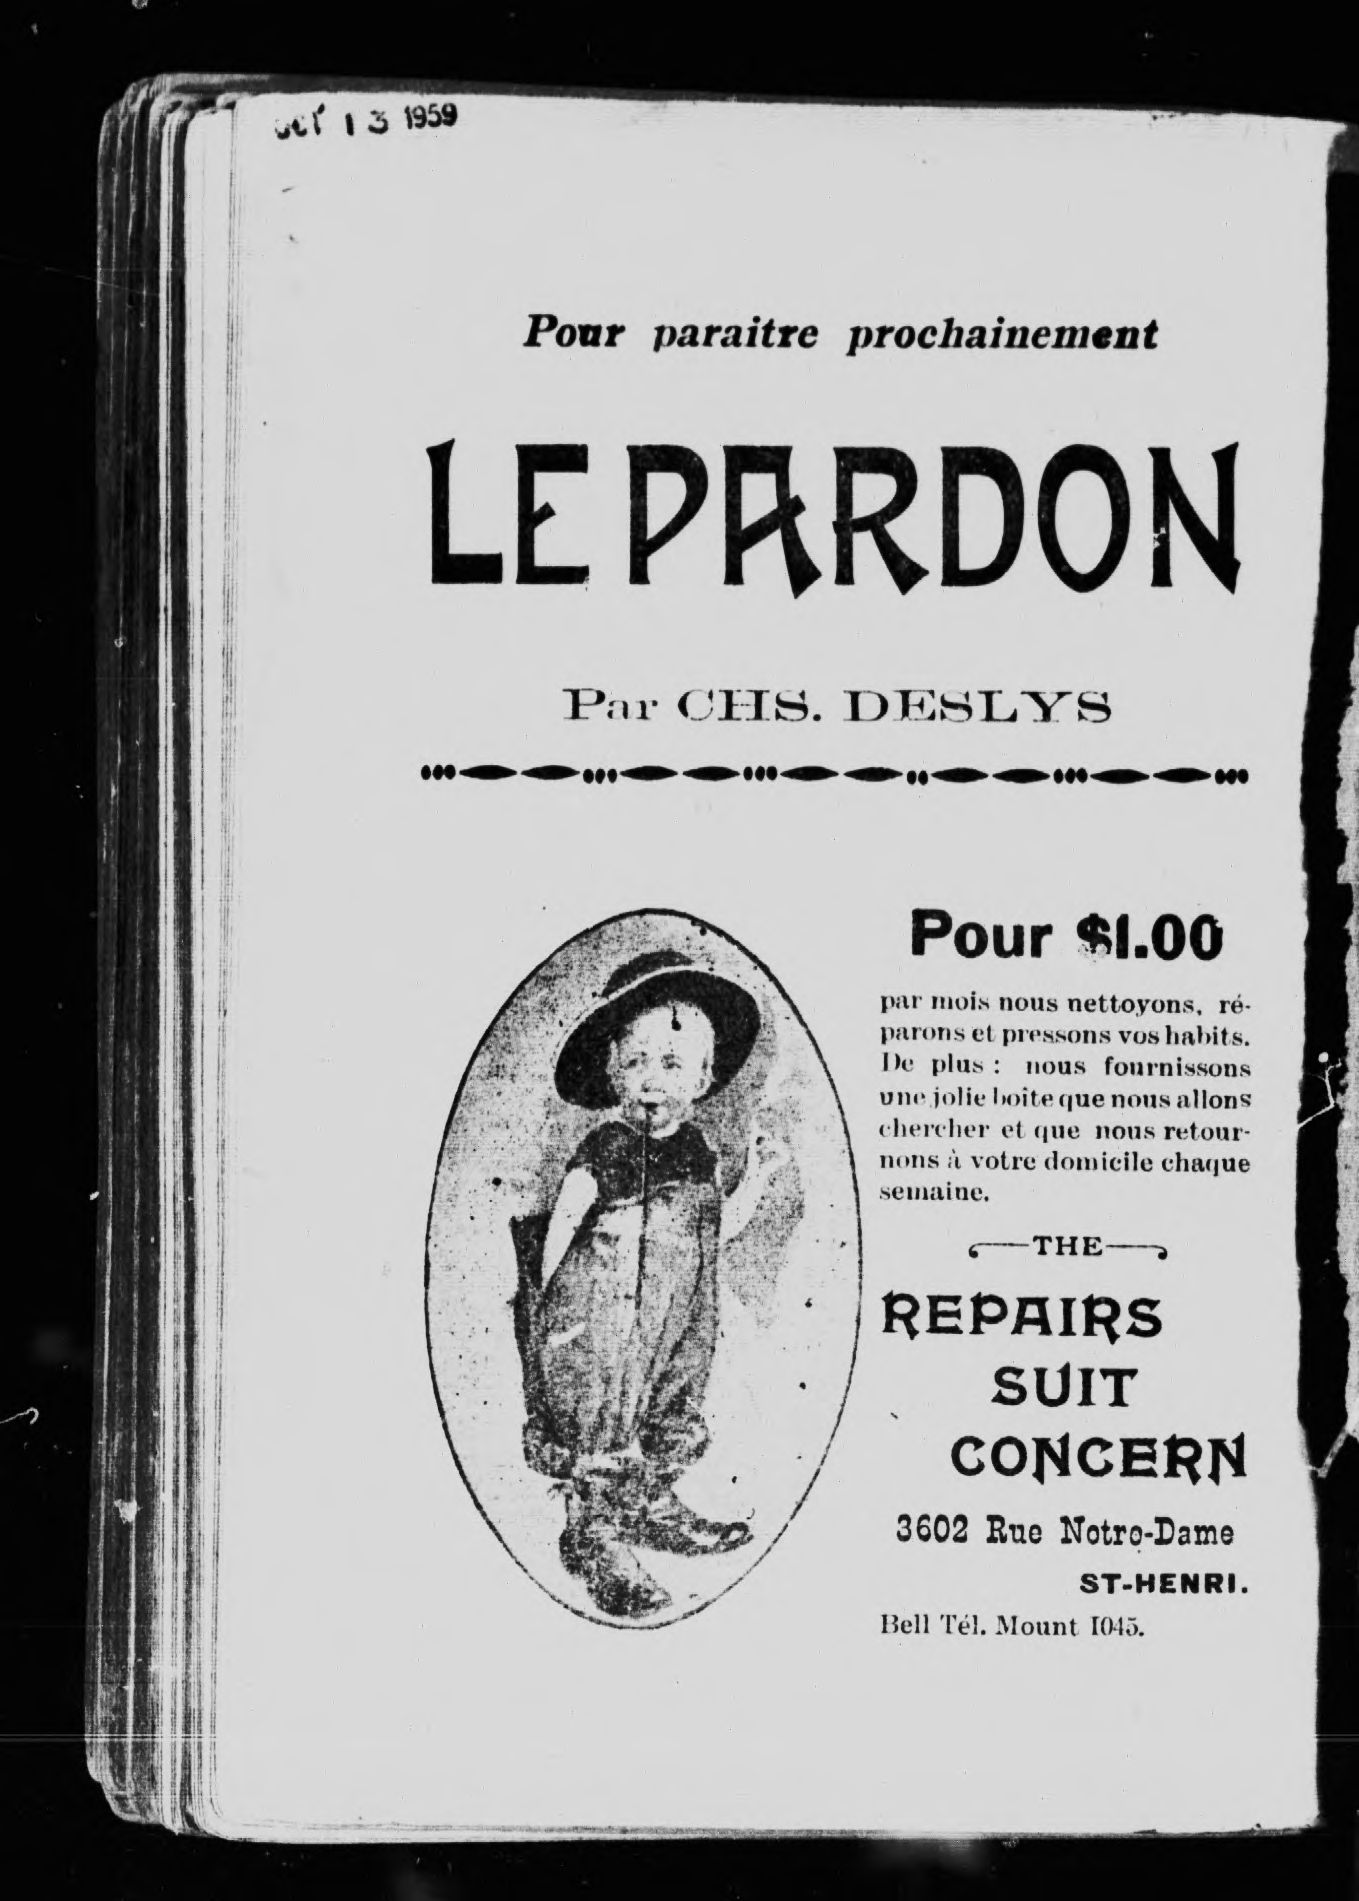 OCT 13 1959
Pour paraitre prochainement
LE PARDON
Par CHS. DESLYS
Pour $1.00
par mois nous nettoyons, ré-
parons et pressons vos habits.
De plus : nous fournissons
une jolie boite que nous allons
chercher et que nous retour-
nons à votre domicile chaque
semaine.
THE
REPAIRS
SUIT
CONCERN
3602 Rue Notre-Dame
ST-HENRI.
Bell Tél. Mount 1045.